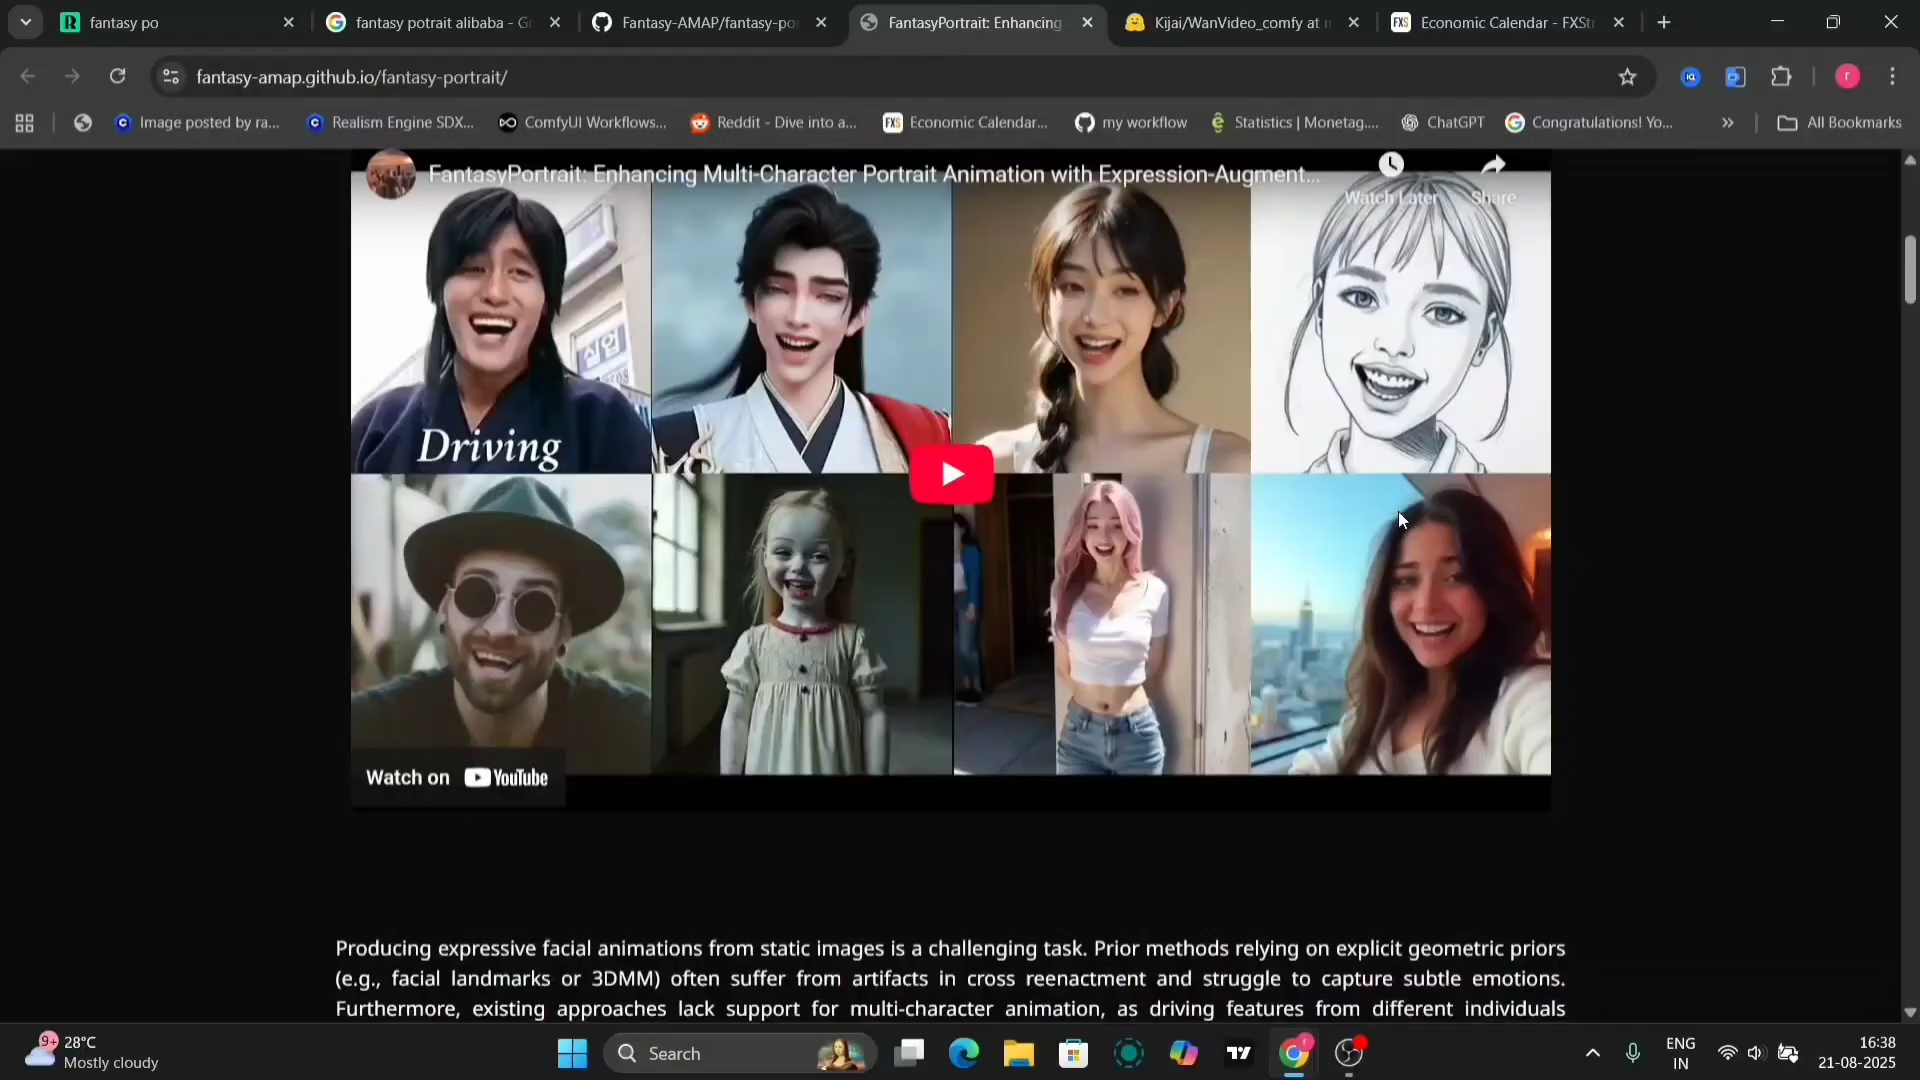 fantasy po
fantasy potrait alibaba - G
Fantasy-AMAP/fantasy-po
FantasyPortrait: Enhancing
Kijai/WanVideo_comfy at m
FXS
Economic Calendar - FXSt
fantasy-amap.github.io/fantasy-portrait/
r
Image posted by ra...
Realism Engine SDX...
ComfyUI Workflows...
Reddit - Dive into a...
FXS
Economic Calendar...
my workflow
Statistics | Monetag....
ChatGPT
Congratulations! Yo...
All Bookmarks
FantasyPortrait: Enhancing Multi-Character Portrait Animation with Expression-Augment...
Watch Later
Share
Driving
Watch on YouTube
Producing expressive facial animations from static images is a challenging task. Prior methods relying on explicit geometric priors
(e.g., facial landmarks or 3DMM) often suffer from artifacts in cross reenactment and struggle to capture subtle emotions.
Furthermore, existing approaches lack support for multi-character animation, as driving features from different individuals
9+
28°C
Mostly cloudy
Search
ENG
IN
16:38
21-08-2025